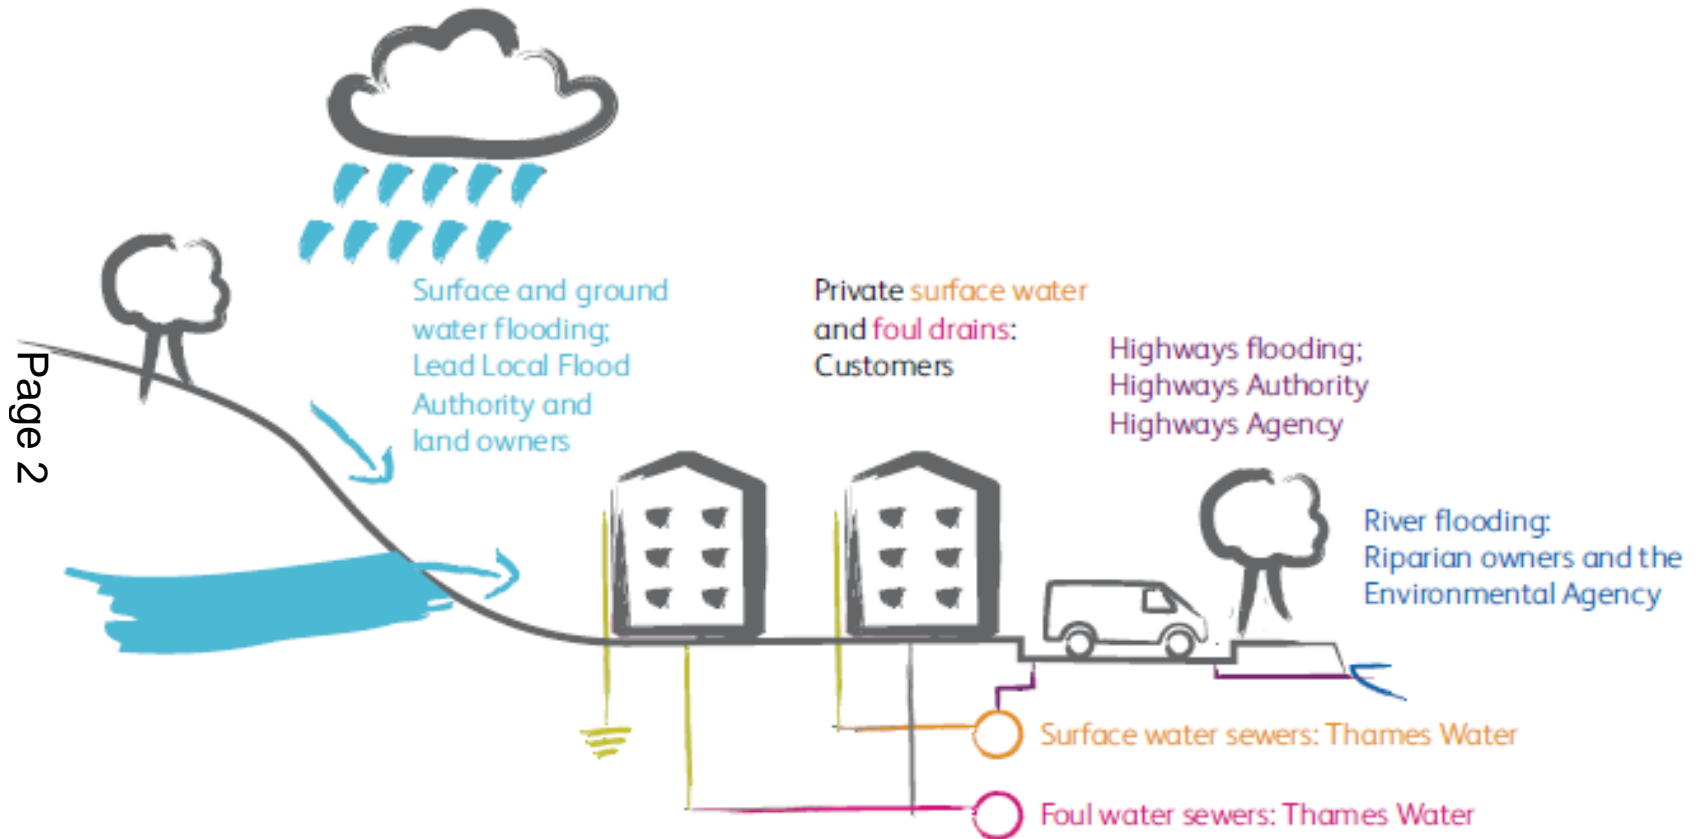 Surface and ground
water flooding;
Lead Local Flood
Authority and
land owners
Private surface water
and foul drains:
Customers
Highways flooding;
Highways Authority
Highways Agency
River flooding:
Riparian owners and the
Environmental Agency
Surface water sewers: Thames Water
Foul water sewers: Thames Water
Page 2